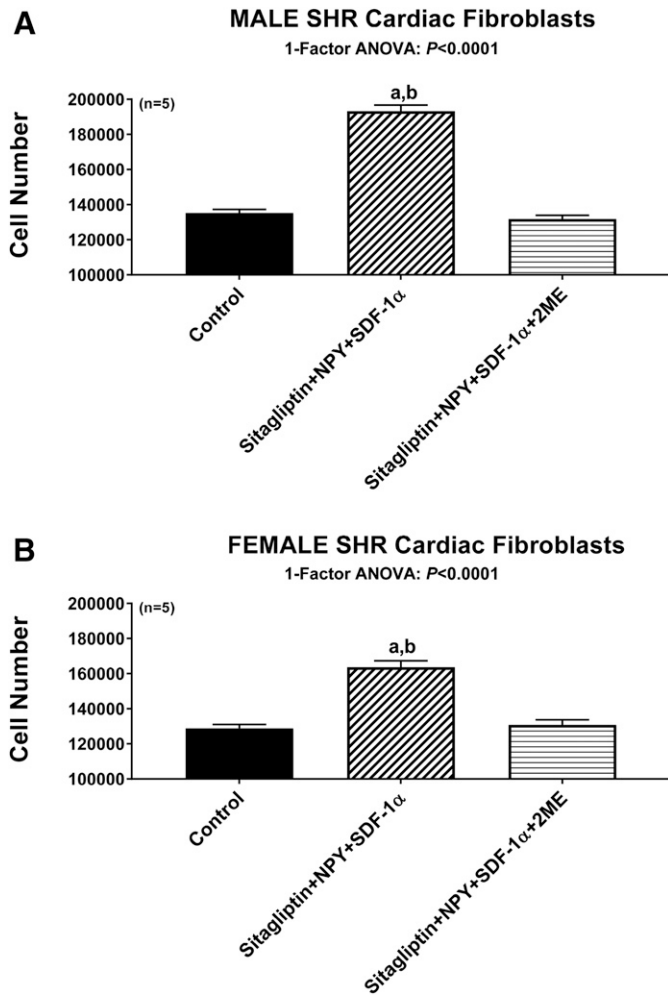 A
MALE SHR Cardiac Fibroblasts
1-Factor ANOVA: P<0.0001
Cell Number
200000
180000
160000
140000
120000
100000
(n=5)
a,b
Control
Sitagliptin+NPY+SDF-1α
Sitagliptin+NPY+SDF-1α+2ME
B
FEMALE SHR Cardiac Fibroblasts
1-Factor ANOVA: P<0.0001
Cell Number
200000
180000
160000
140000
120000
100000
(n=5)
a,b
Control
Sitagliptin+NPY+SDF-1α
Sitagliptin+NPY+SDF-1α+2ME